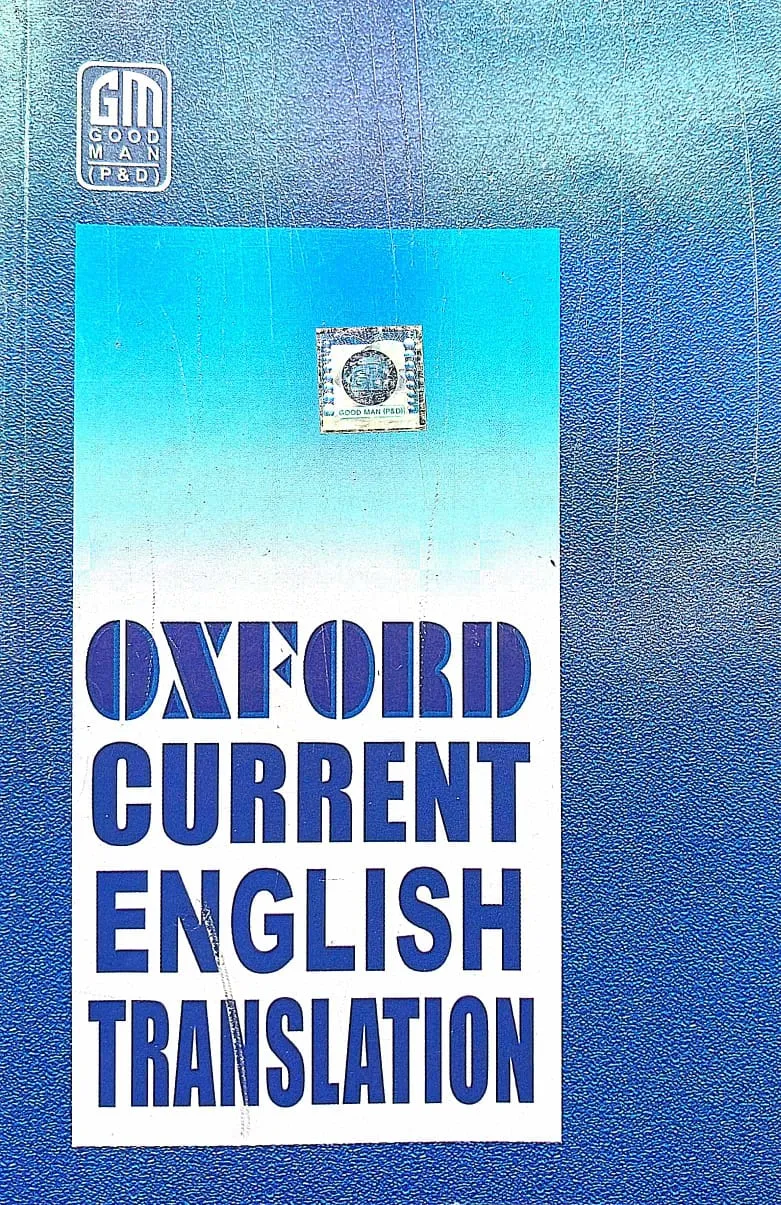 GM
GOOD
MAN
(P&D)
GOOD MAN (P&D)
OXFORD
CURRENT
ENGLISH
TRANSLATION